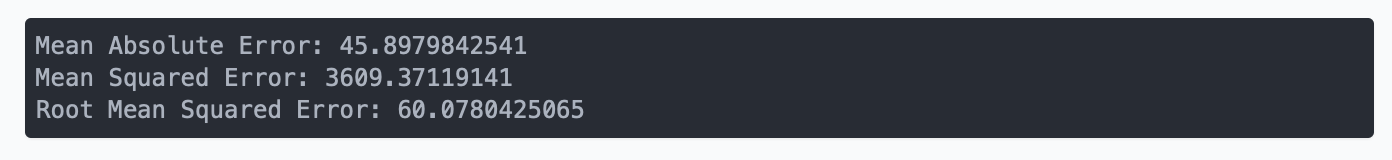 Mean Absolute Error: 45.8979842541
Mean Squared Error: 3609.37119141
Root Mean Squared Error: 60.0780425065